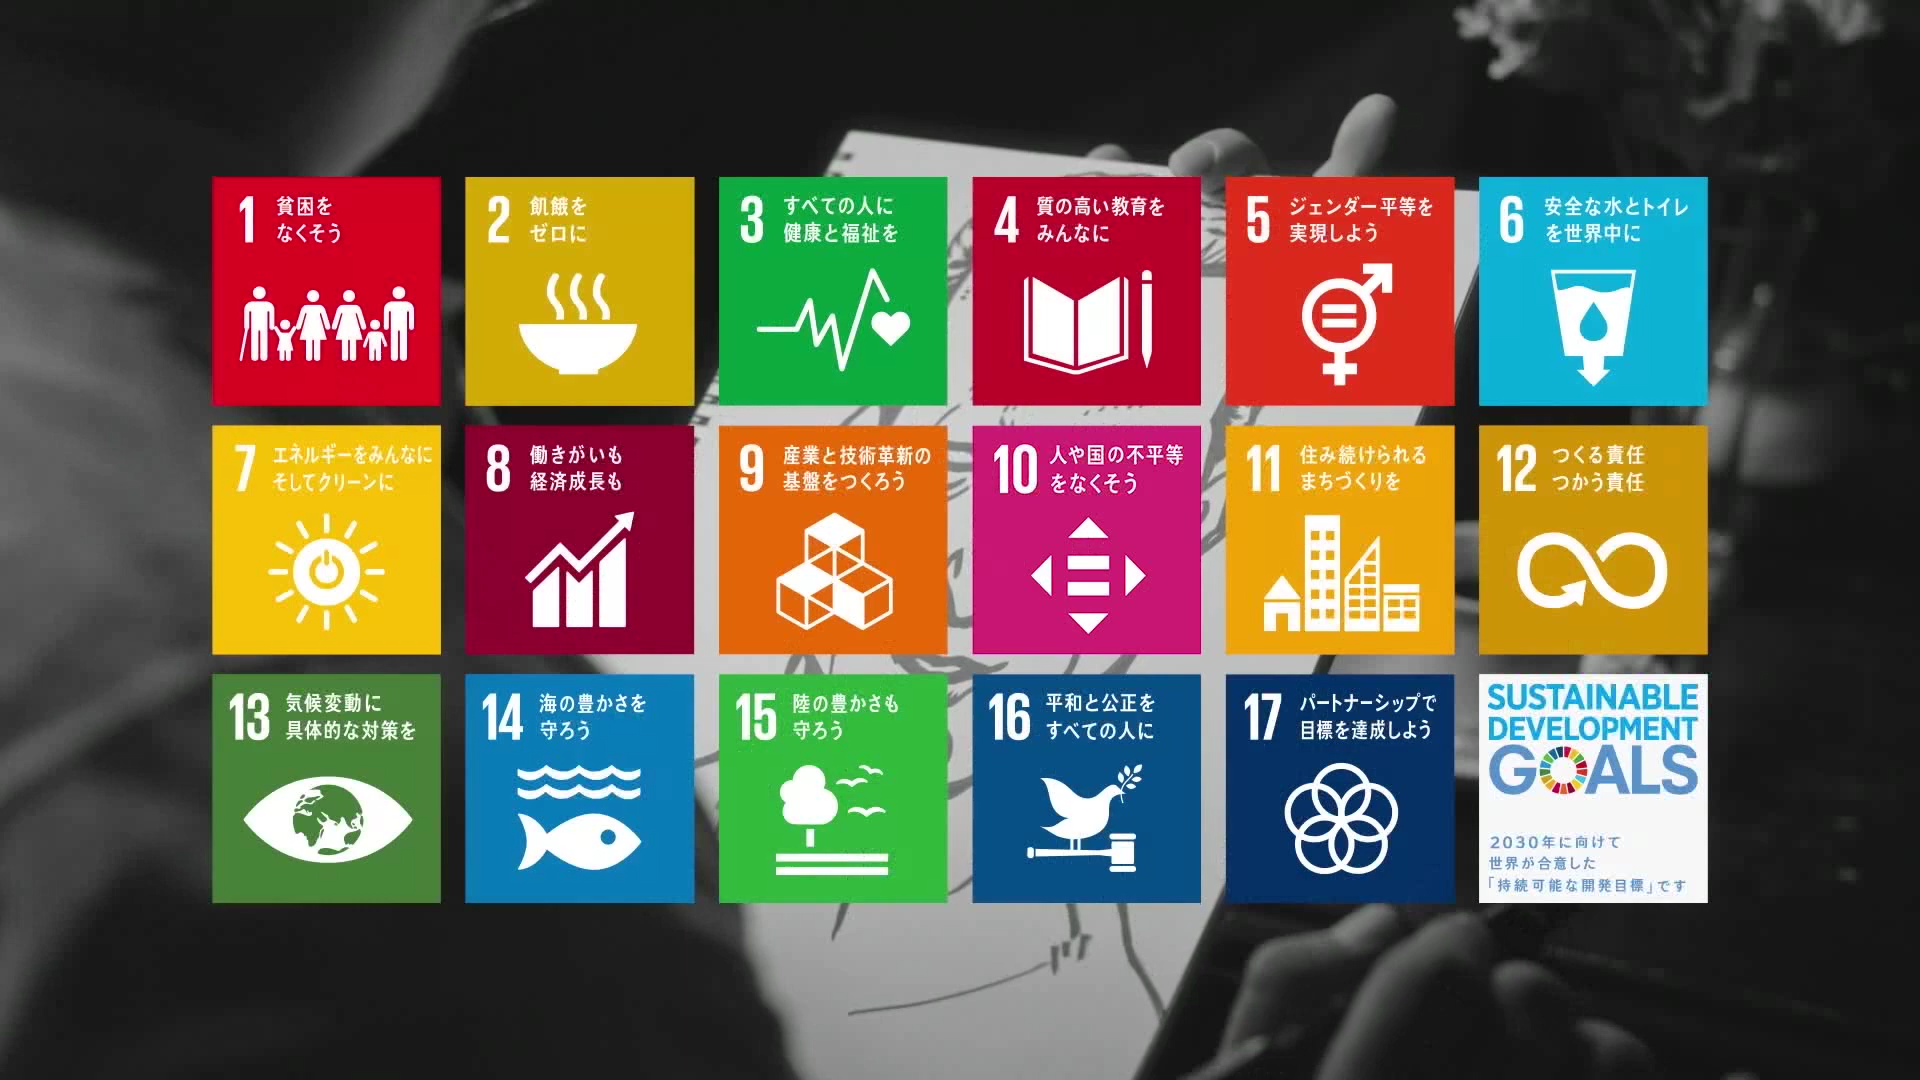 1 貧困を
なくそう
2 飢餓を
ゼロに
3 すべての人に
健康と福祉を
4 質の高い教育を
みんなに
5 ジェンダー平等を
実現しよう
6 安全な水とトイレ
を世界中に
7 エネルギーをみんなに
そしてクリーンに
8 働きがいも
経済成長も
9 産業と技術革新の
基盤をつくろう
10 人や国の不平等
をなくそう
11 住み続けられる
まちづくりを
12 つくる責任
つかう責任
13 気候変動に
具体的な対策を
14 海の豊かさを
守ろう
15 陸の豊かさも
守ろう
16 平和と公正を
すべての人に
17 パートナーシップで
目標を達成しよう
SUSTAINABLE
DEVELOPMENT
GOALS
2030年に向けて
世界が合意した
「持続可能な開発目標」です